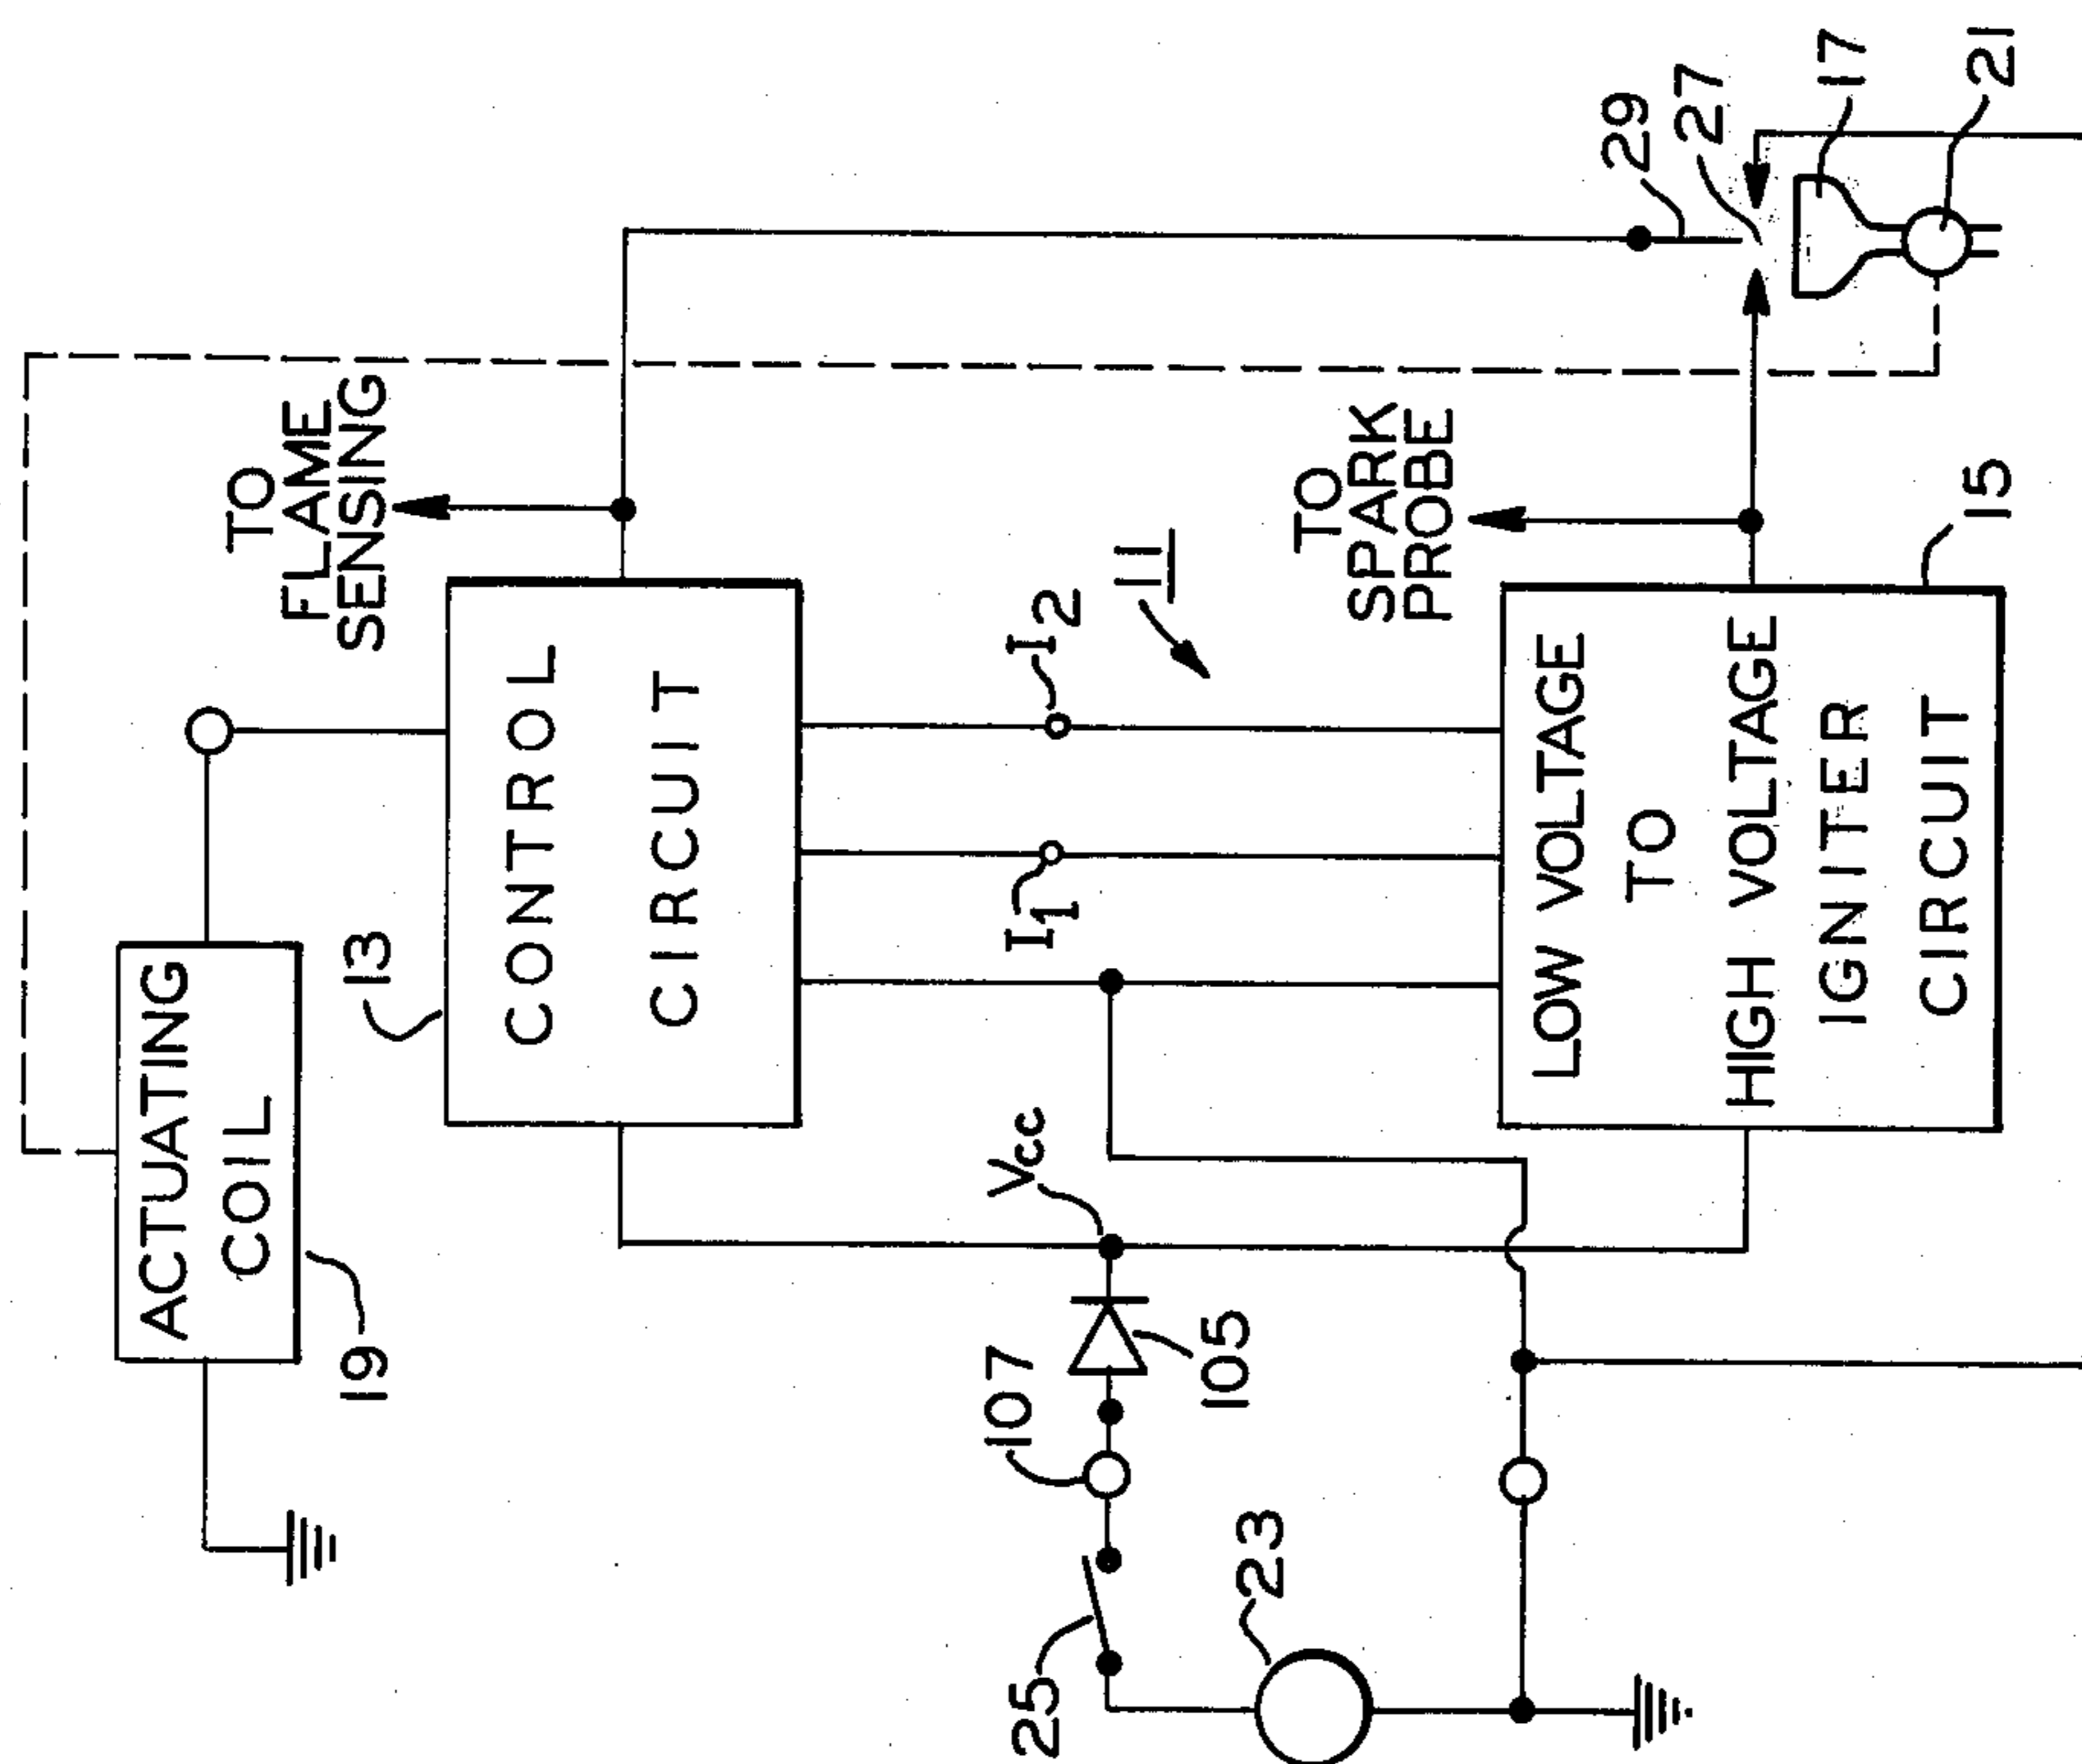 ACTUATING
COIL
19
13
CONTROL
CIRCUIT
TO
FLAME
SENSING
29
27
17
21
I1
I2
11
TO
SPARK
PROBE
15
LOW VOLTAGE
TO
HIGH VOLTAGE
IGNITER
CIRCUIT
Vcc
107
105
25
23